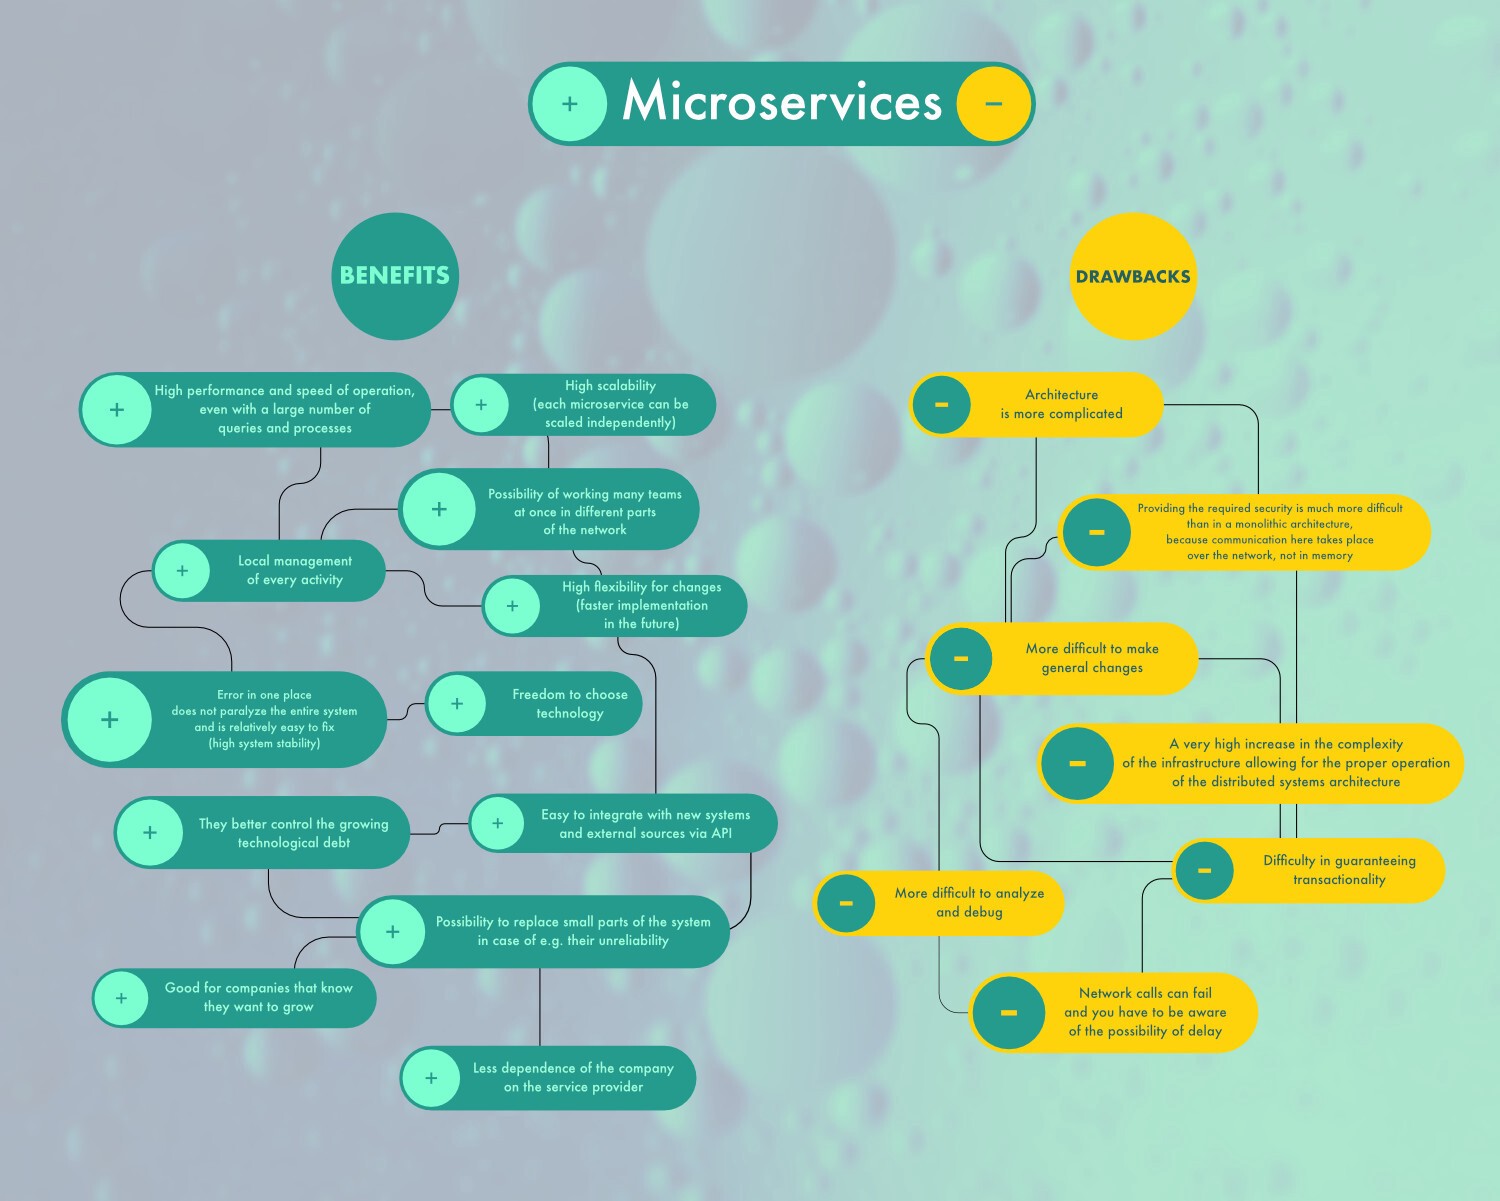 + Microservices –
BENEFITS
High performance and speed of operation,
even with a large number of
queries and processes
High scalability
(each microservice can be
scaled independently)
Possibility of working many teams
at once in different parts
of the network
Local management
of every activity
High flexibility for changes
(faster implementation
in the future)
Error in one place
does not paralyze the entire system
and is relatively easy to fix
(high system stability)
Freedom to choose
technology
They better control the growing
technological debt
Easy to integrate with new systems
and external sources via API
Possibility to replace small parts of the system
in case of e.g. their unreliability
Good for companies that know
they want to grow
Less dependence of the company
on the service provider
DRAWBACKS
Architecture
is more complicated
Providing the required security is much more difficult
than in a monolithic architecture,
because communication here takes place
over the network, not in memory
More difficult to make
general changes
A very high increase in the complexity
of the infrastructure allowing for the proper operation
of the distributed systems architecture
Difficulty in guaranteeing
transactionality
More difficult to analyze
and debug
Network calls can fail
and you have to be aware
of the possibility of delay